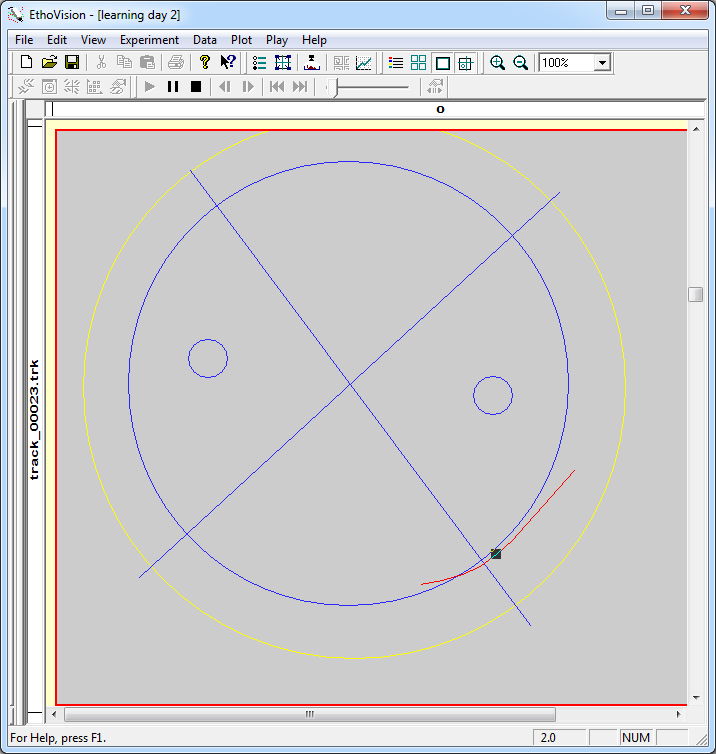 EthoVision - [learning day 2]
File Edit View Experiment Data Plot Play Help
100%
O
track_00023.trk
For Help, press F1.
2.0
NUM